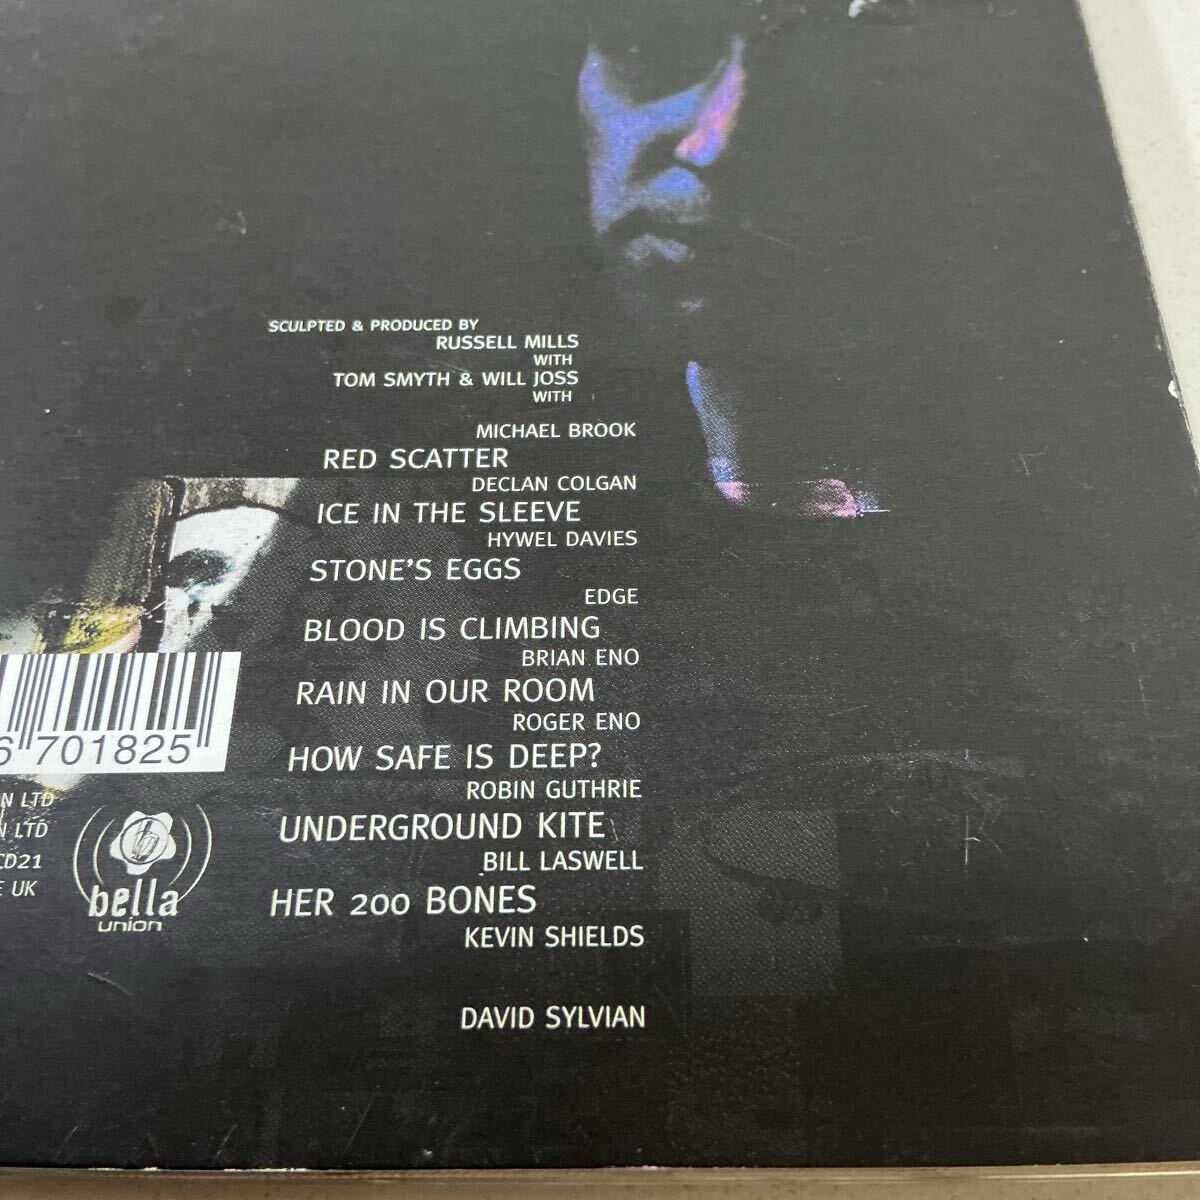 SCULPTED & PRODUCED BY
RUSSELL MILLS
WITH
TOM SMYTH & WILL JOSS
WITH
MICHAEL BROOK
RED SCATTER
DECLAN COLGAN
ICE IN THE SLEEVE
HYWEL DAVIES
STONE'S EGGS
EDGE
BLOOD IS CLIMBING
BRIAN ENO
RAIN IN OUR ROOM
ROGER ENO
HOW SAFE IS DEEP?
ROBIN GUTHRIE
UNDERGROUND KITE
BILL LASWELL
HER 200 BONES
KEVIN SHIELDS
DAVID SYLVIAN
6 701825
N LTD
N LTD
CD21
E UK
bella
union